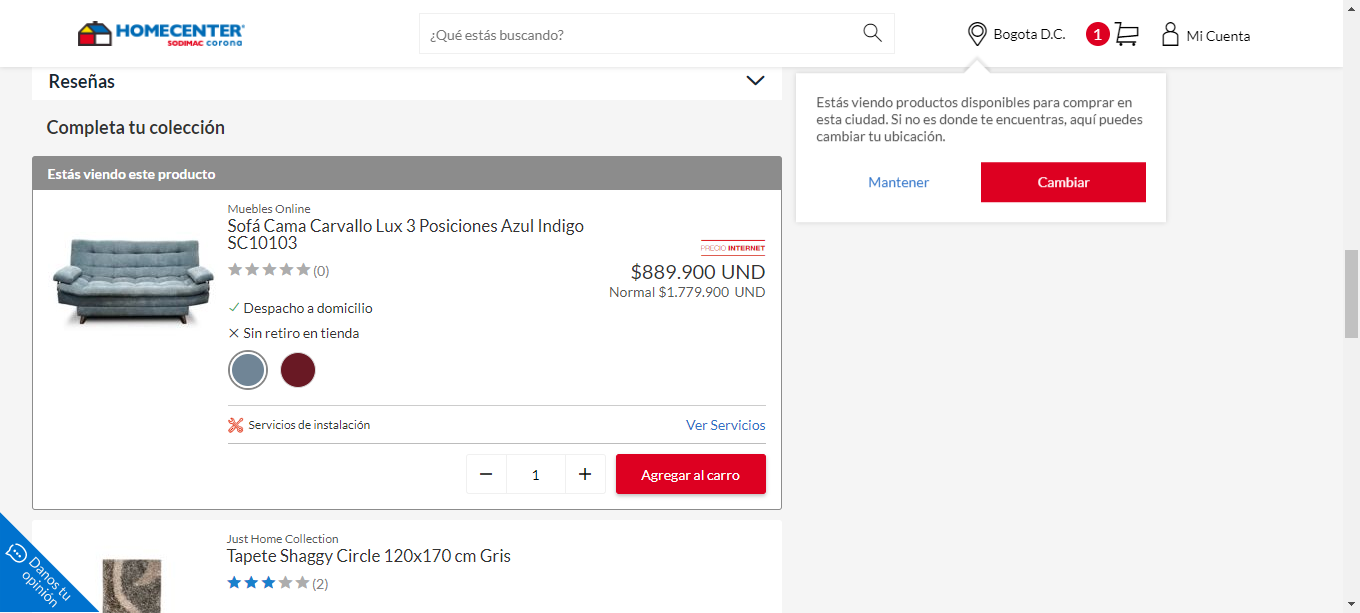 HOMECENTER
SODIMAC corona
¿Qué estás buscando?
Bogota D.C.
1
Mi Cuenta
Reseñas
Estás viendo productos disponibles para comprar en
esta ciudad. Si no es donde te encuentras, aquí puedes
cambiar tu ubicación.
Mantener
Cambiar
Completa tu colección
Estás viendo este producto
Muebles Online
Sofá Cama Carvallo Lux 3 Posiciones Azul Indigo
SC10103
(0)
PRECIO INTERNET
$889.900 UND
Normal $1.779.900 UND
Despacho a domicilio
Sin retiro en tienda
Servicios de instalación
Ver Servicios
1
Agregar al carro
Just Home Collection
Tapete Shaggy Circle 120x170 cm Gris
(2)
Danos tu
opinión